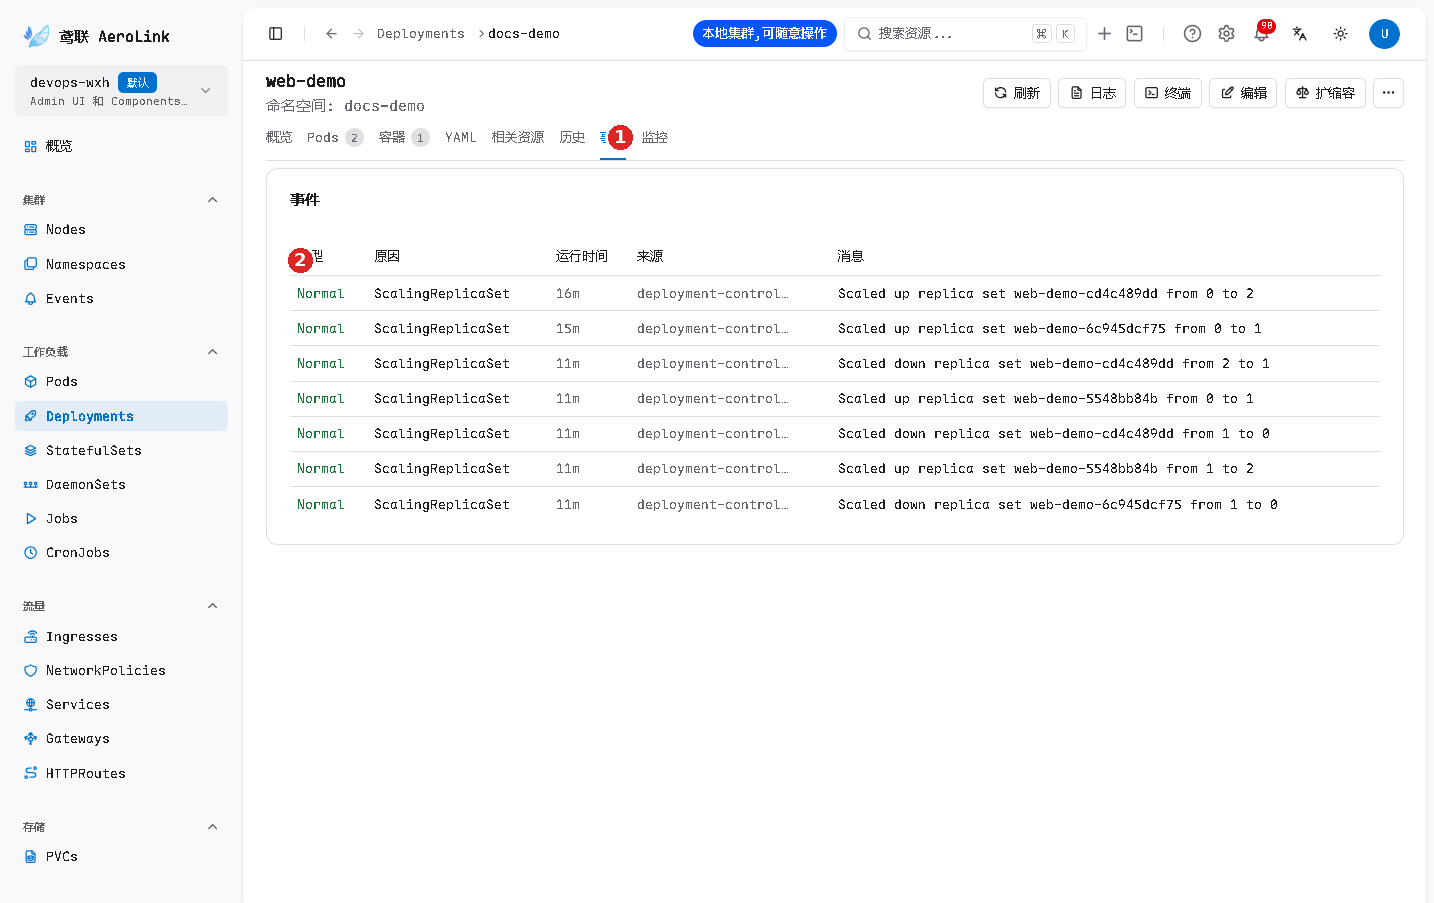 鸢联 AeroLink
devops-wxh 默认
Admin UI 和 Components…
概览
集群
Nodes
Namespaces
Events
工作负载
Pods
Deployments
StatefulSets
DaemonSets
Jobs
CronJobs
流量
Ingresses
NetworkPolicies
Services
Gateways
HTTPRoutes
存储
PVCs
Deployments > docs-demo
本地集群,可随意操作
搜索资源... ⌘ K
98
U
web-demo
命名空间: docs-demo
刷新 日志 终端 编辑 扩缩容 ...
概览 Pods 2 容器 1 YAML 相关资源 历史 1 监控
事件
2 型 原因 运行时间 来源 消息
Normal ScalingReplicaSet 16m deployment-control… Scaled up replica set web-demo-cd4c489dd from 0 to 2
Normal ScalingReplicaSet 15m deployment-control… Scaled up replica set web-demo-6c945dcf75 from 0 to 1
Normal ScalingReplicaSet 11m deployment-control… Scaled down replica set web-demo-cd4c489dd from 2 to 1
Normal ScalingReplicaSet 11m deployment-control… Scaled up replica set web-demo-5548bb84b from 0 to 1
Normal ScalingReplicaSet 11m deployment-control… Scaled down replica set web-demo-cd4c489dd from 1 to 0
Normal ScalingReplicaSet 11m deployment-control… Scaled up replica set web-demo-5548bb84b from 1 to 2
Normal ScalingReplicaSet 11m deployment-control… Scaled down replica set web-demo-6c945dcf75 from 1 to 0